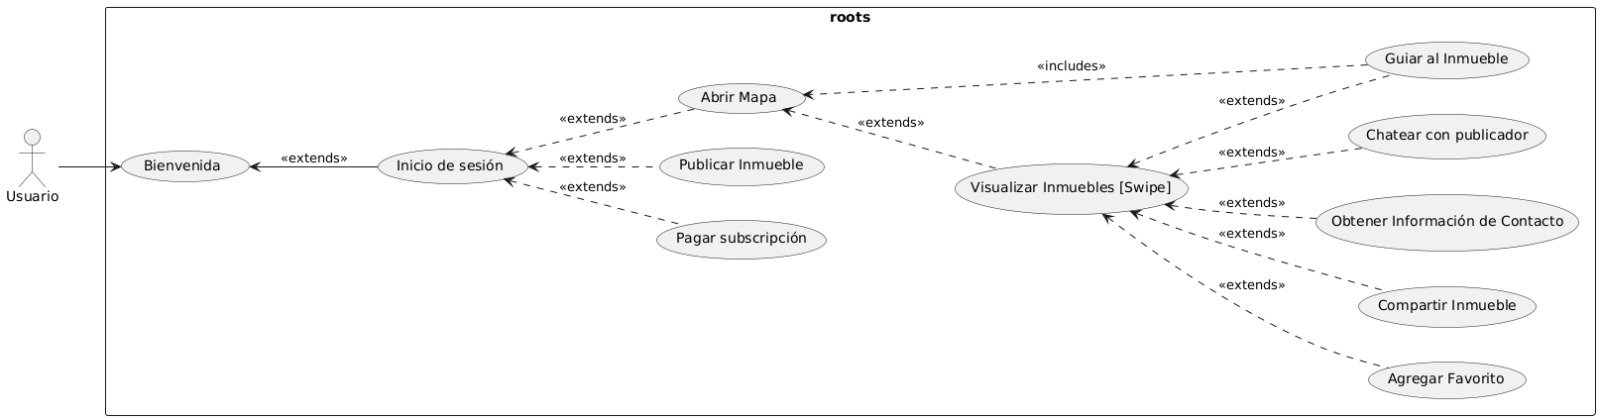 roots
Usuario
Bienvenida
«extends»
Inicio de sesión
«extends»
«extends»
«extends»
Abrir Mapa
Publicar Inmueble
Pagar subscripción
«includes»
«extends»
Visualizar Inmuebles [Swipe]
«extends»
«extends»
«extends»
«extends»
«extends»
Guiar al Inmueble
Chatear con publicador
Obtener Información de Contacto
Compartir Inmueble
Agregar Favorito